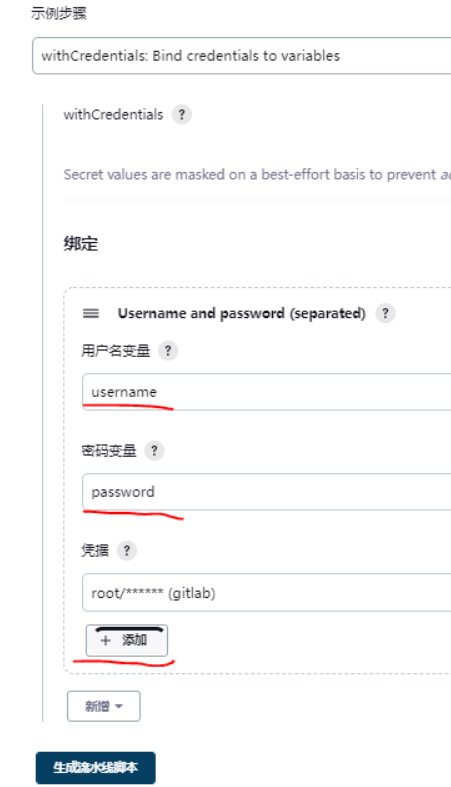 示例步骤
withCredentials: Bind credentials to variables
withCredentials ?
Secret values are masked on a best-effort basis to prevent
绑定
Username and password (separated) ?
用户名变量 ?
username
密码变量 ?
password
凭据 ?
root/****** (gitlab)
+ 添加
新增
生成流水线脚本